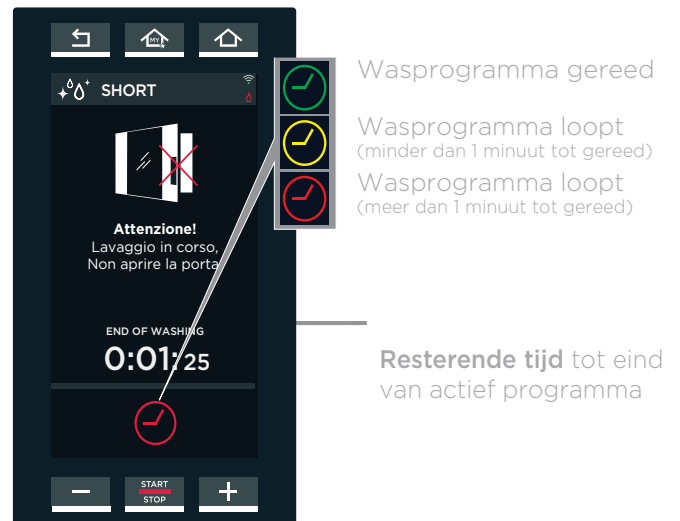 MY
SHORT
Attenzione!
Lavaggio in corso,
Non aprire la porta
END OF WASHING
0:01:25
START
STOP
Wasprogramma gereed
Wasprogramma loopt
(minder dan 1 minuut tot gereed)
Wasprogramma loopt
(meer dan 1 minuut tot gereed)
Resterende tijd tot eind
van actief programma